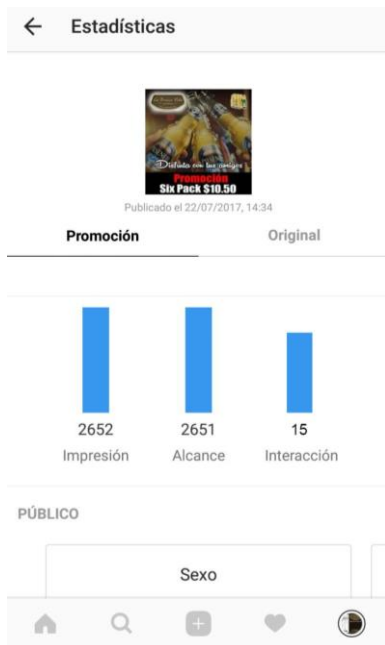 Estadísticas
Disfruta con tus amigos
Promoción
Six Pack $10.50
Publicado el 22/07/2017, 14:34
Promoción Original
2652 2651 15
Impresión Alcance Interacción
PÚBLICO
Sexo